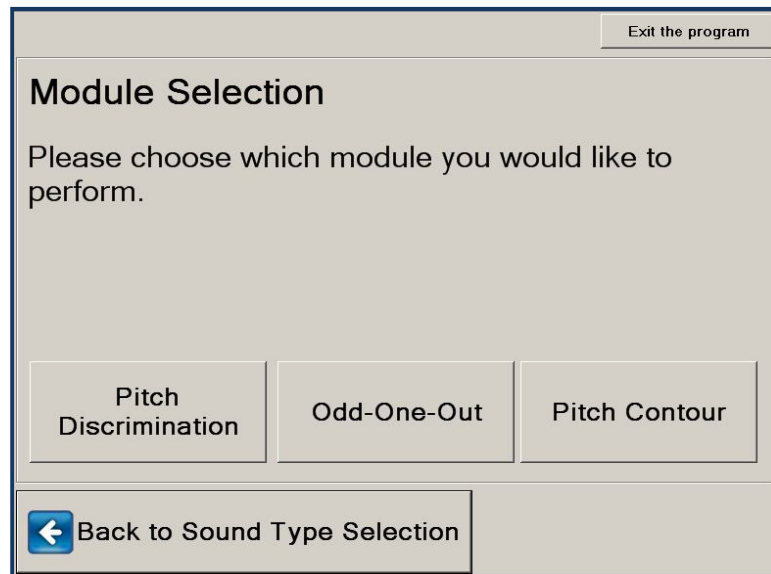 Exit the program
Module Selection
Please choose which module you would like to
perform.
Pitch
Discrimination
Odd-One-Out
Pitch Contour
Back to Sound Type Selection